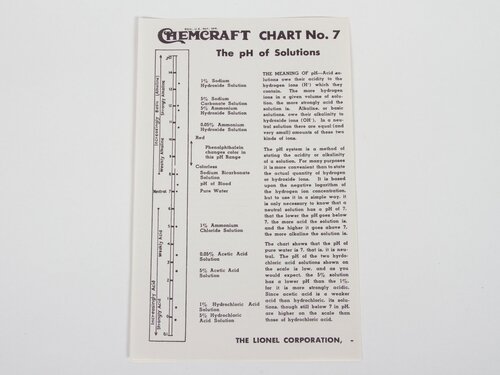 CHEMCRAFT CHART No. 7
The pH of Solutions
Increasingly Basic (Alkaline)
Strongly Alkaline
Weakly Alkaline
Neutral
Weakly Acid
Increasingly Acid
Strongly Acid
1% Sodium
Hydroxide Solution
5% Sodium
Carbonate Solution
5% Ammonium
Hydroxide Solution
0.05% Ammonium
Hydroxide Solution
Red
Phenolphthalein
changes color in
this pH Range
Colorless
Sodium Bicarbonate
Solution
pH of Blood
Pure Water
1% Ammonium
Chloride Solution
0.05% Acetic Acid
Solution
5% Acetic Acid
Solution
1% Hydrochloric Acid
Solution
5% Hydrochloric
Acid Solution
THE MEANING OF pH—Acid so-
lutions owe their acidity to the
hydrogen ions (H⁺) which they
contain. The more hydrogen
ions in a given volume of solu-
tion, the more strongly acid the
solution is. Alkaline, or basic
solutions, owe their alkalinity to
hydroxide ions (OH⁻). In a neu-
tral solution there are equal (and
very small) amounts of these two
kinds of ions.
The pH system is a method of
stating the acidity or alkalinity
of a solution. For many purposes
it is more convenient than to state
the actual quantity of hydrogen
or hydroxide ions. It is based
upon the negative logarithm of
the hydrogen ion concentration,
but to use it in a simple way, it
is only necessary to know that a
neutral solution has a pH of 7,
that the lower the pH goes below
7, the more acid the solution is,
and the higher it goes above 7,
the more alkaline the solution is.
The chart shows that the pH of
pure water is 7, that is, it is neu-
tral. The pH of the two hydro-
chloric acid solutions shown on
the scale is low, and as you
would expect, the 5% solution
has a lower pH than the 1%,
for it is more strongly acidic.
Since acetic acid is a weaker
acid than hydrochloric, its solu-
tions, though still below 7 in pH,
are higher on the scale than
those of hydrochloric acid.
THE LIONEL CORPORATION,